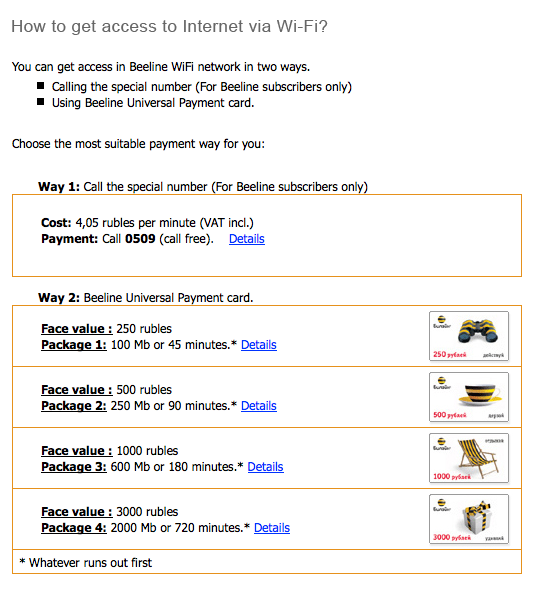 How to get access to Internet via Wi-Fi?
You can get access in Beeline WiFi network in two ways.
Calling the special number (For Beeline subscribers only)
Using Beeline Universal Payment card.
Choose the most suitable payment way for you:
Way 1: Call the special number (For Beeline subscribers only)
Cost: 4,05 rubles per minute (VAT incl.)
Payment: Call 0509 (call free). Details
Way 2: Beeline Universal Payment card.
Face value : 250 rubles
Package 1: 100 Mb or 45 minutes.* Details
Билайн
250 рублей действуй
Face value : 500 rubles
Package 2: 250 Mb or 90 minutes.* Details
Билайн
500 рублей дерзай
Face value : 1000 rubles
Package 3: 600 Mb or 180 minutes.* Details
Билайн
отдыхай
1000 рублей
Face value : 3000 rubles
Package 4: 2000 Mb or 720 minutes.* Details
Билайн
3000 рублей удивляй
* Whatever runs out first